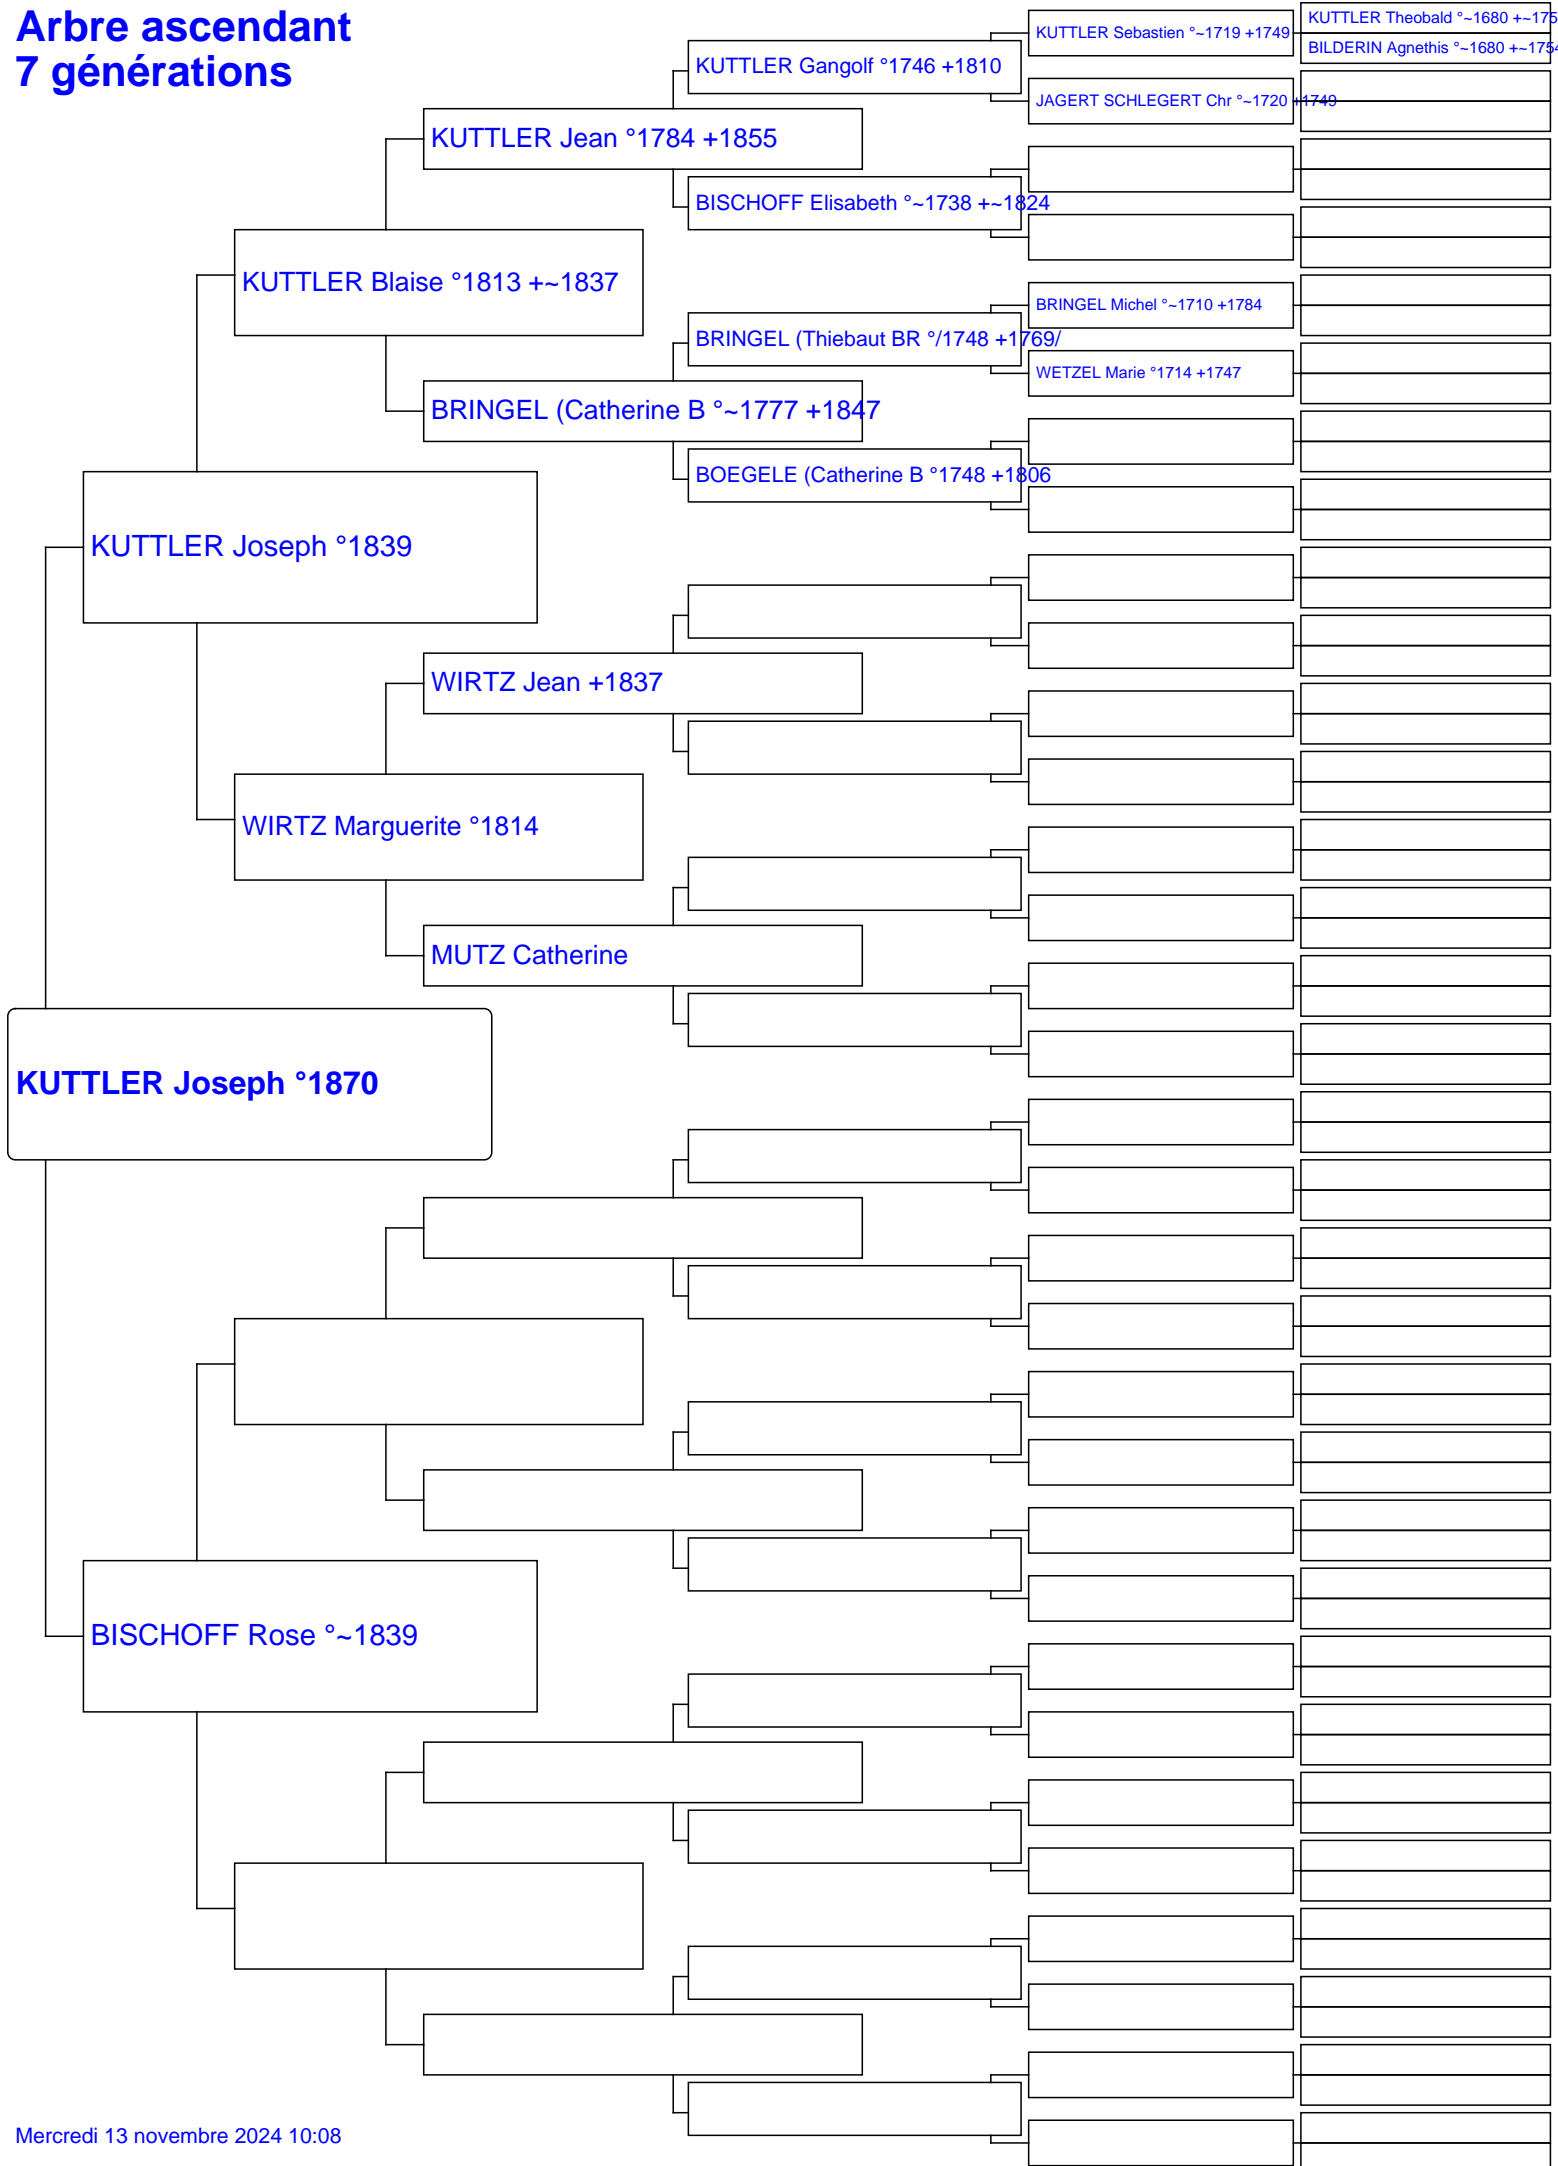 Arbre ascendant
7 générations
KUTTLER Theobald °~1680 +~175
KUTTLER Sebastien °~1719 +1749
BILDERIN Agnethis °~1680 +~1754
KUTTLER Gangolf °1746 +1810
JAGERT SCHLEGERT Chr °~1720 +1749
KUTTLER Jean °1784 +1855
BISCHOFF Elisabeth °~1738 +~1824
KUTTLER Blaise °1813 +~1837
BRINGEL Michel °~1710 +1784
BRINGEL (Thiebaut BR °/1748 +1769/
WETZEL Marie °1714 +1747
BRINGEL (Catherine B °~1777 +1847
BOEGELE (Catherine B °1748 +1806
KUTTLER Joseph °1839
WIRTZ Jean +1837
WIRTZ Marguerite °1814
MUTZ Catherine
KUTTLER Joseph °1870
BISCHOFF Rose °~1839
Mercredi 13 novembre 2024 10:08